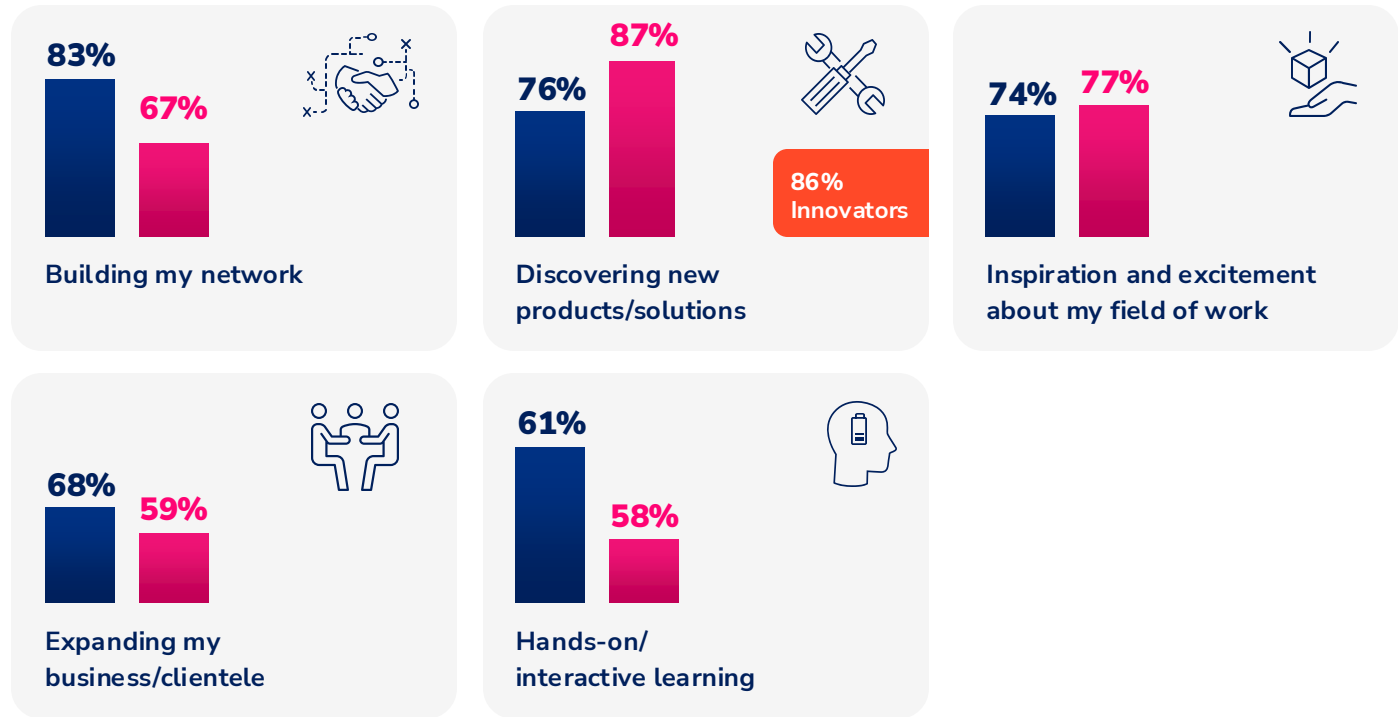 83%
67%
Building my network
76%
87%
86%
Innovators
Discovering new
products/solutions
74%
77%
Inspiration and excitement
about my field of work
68%
59%
Expanding my
business/clientele
61%
58%
Hands-on/
interactive learning